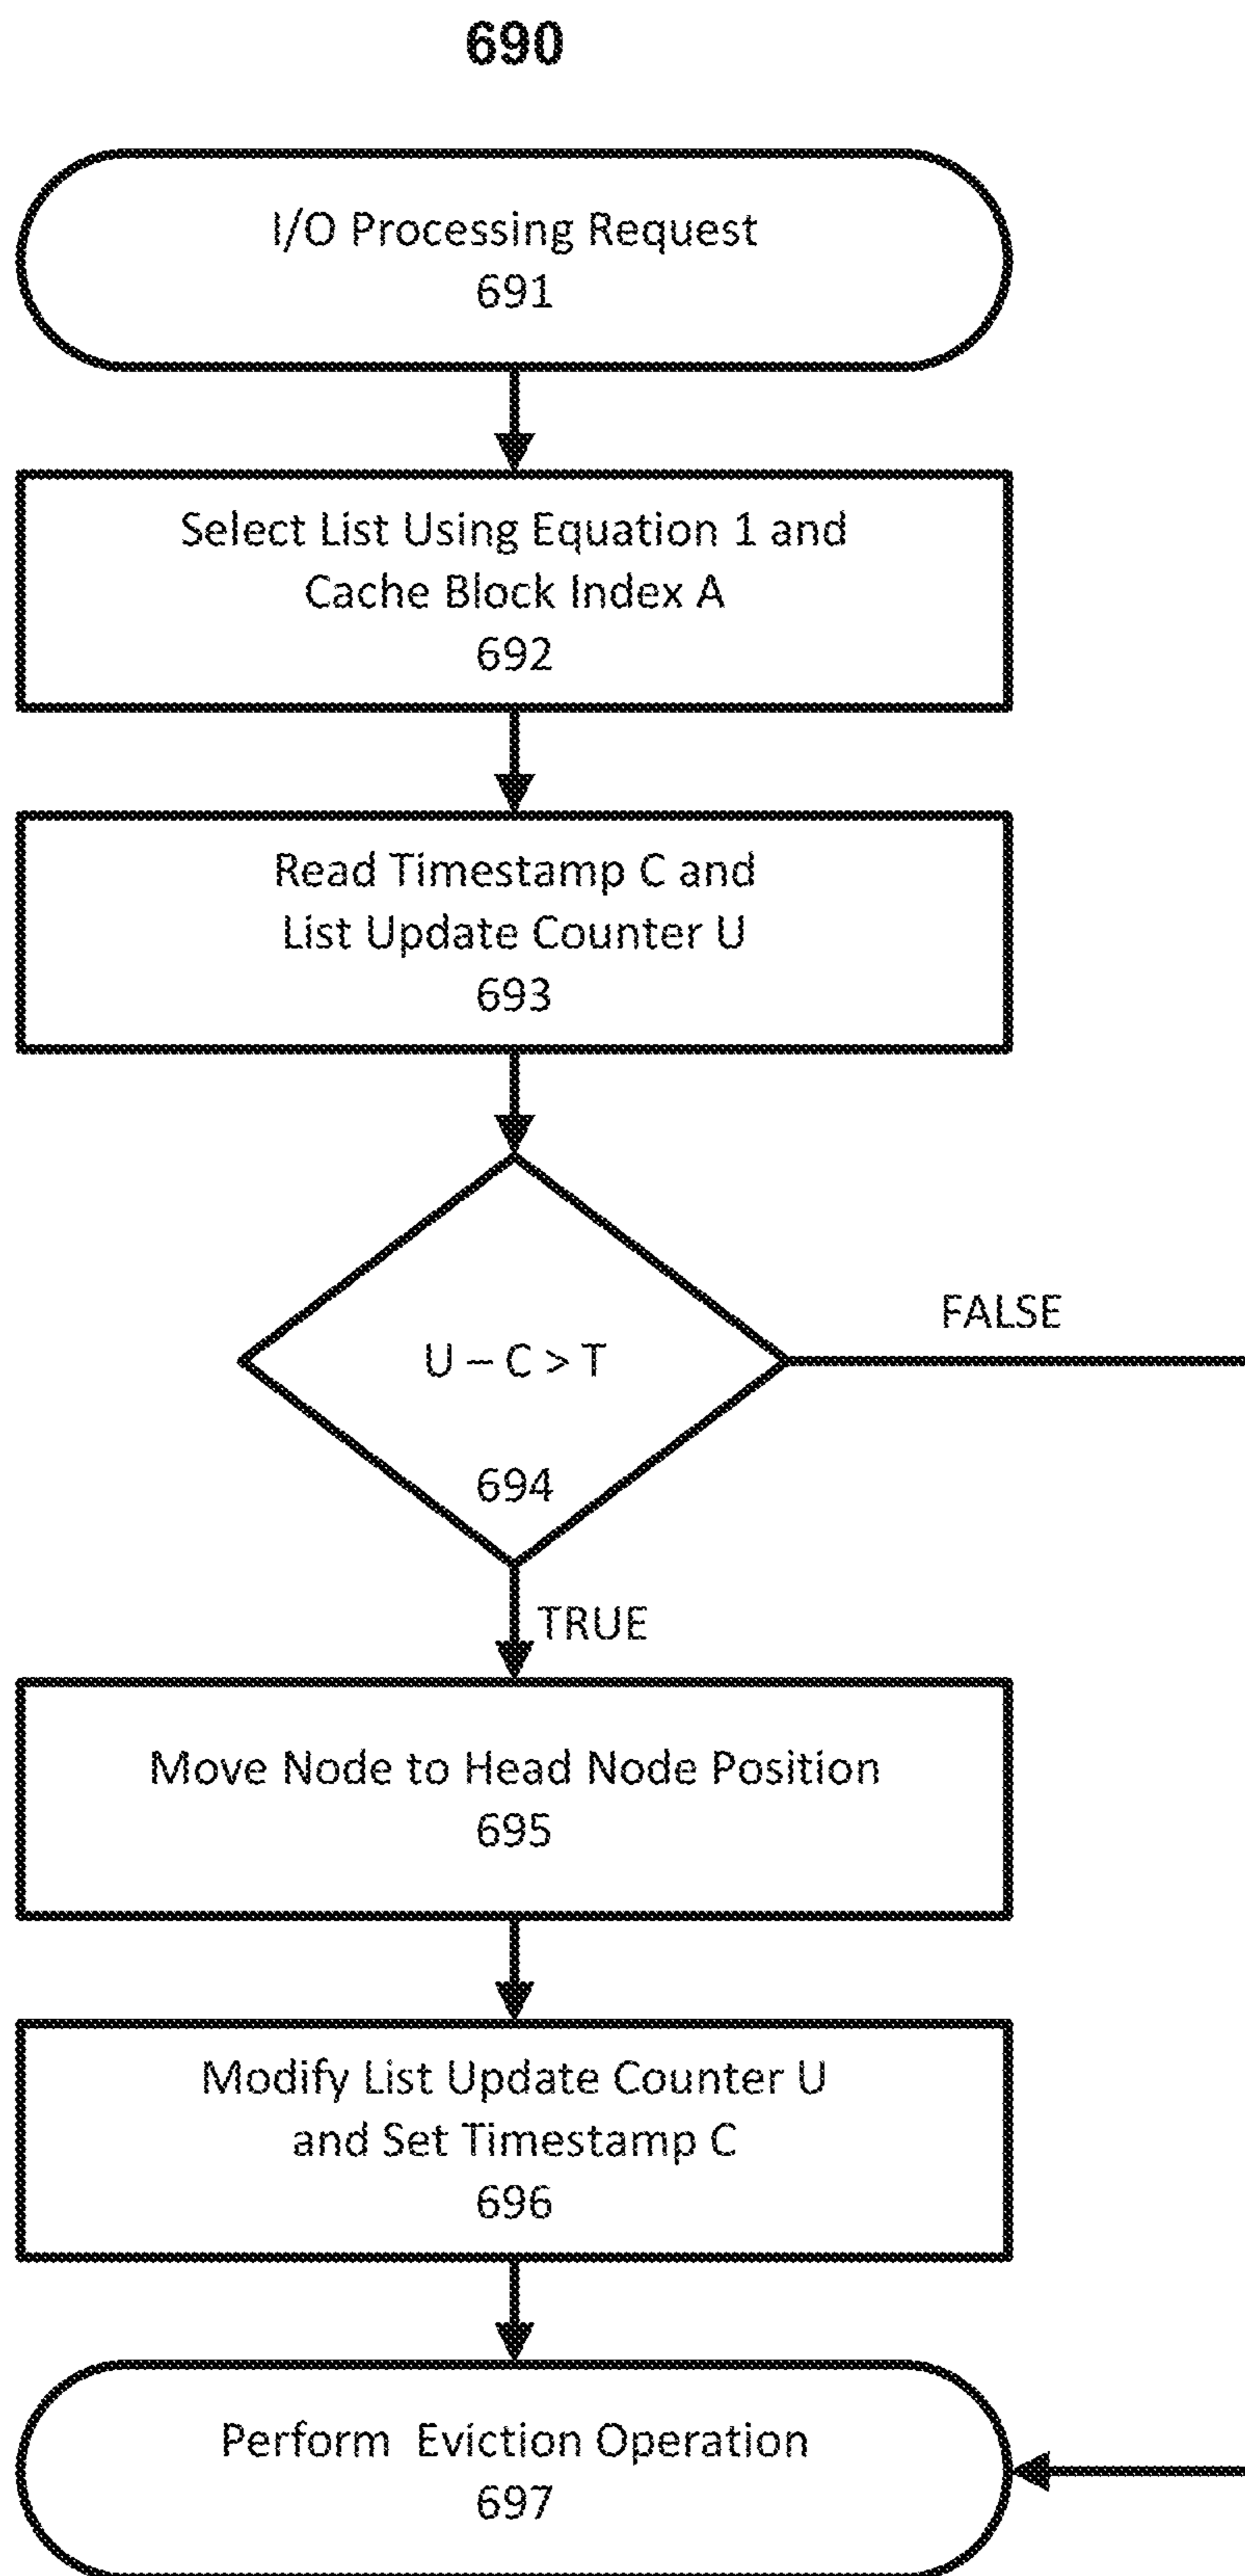 690
I/O Processing Request
691
Select List Using Equation 1 and
Cache Block Index A
692
Read Timestamp C and
List Update Counter U
693
U – C > T
694
FALSE
TRUE
Move Node to Head Node Position
695
Modify List Update Counter U
and Set Timestamp C
696
Perform Eviction Operation
697